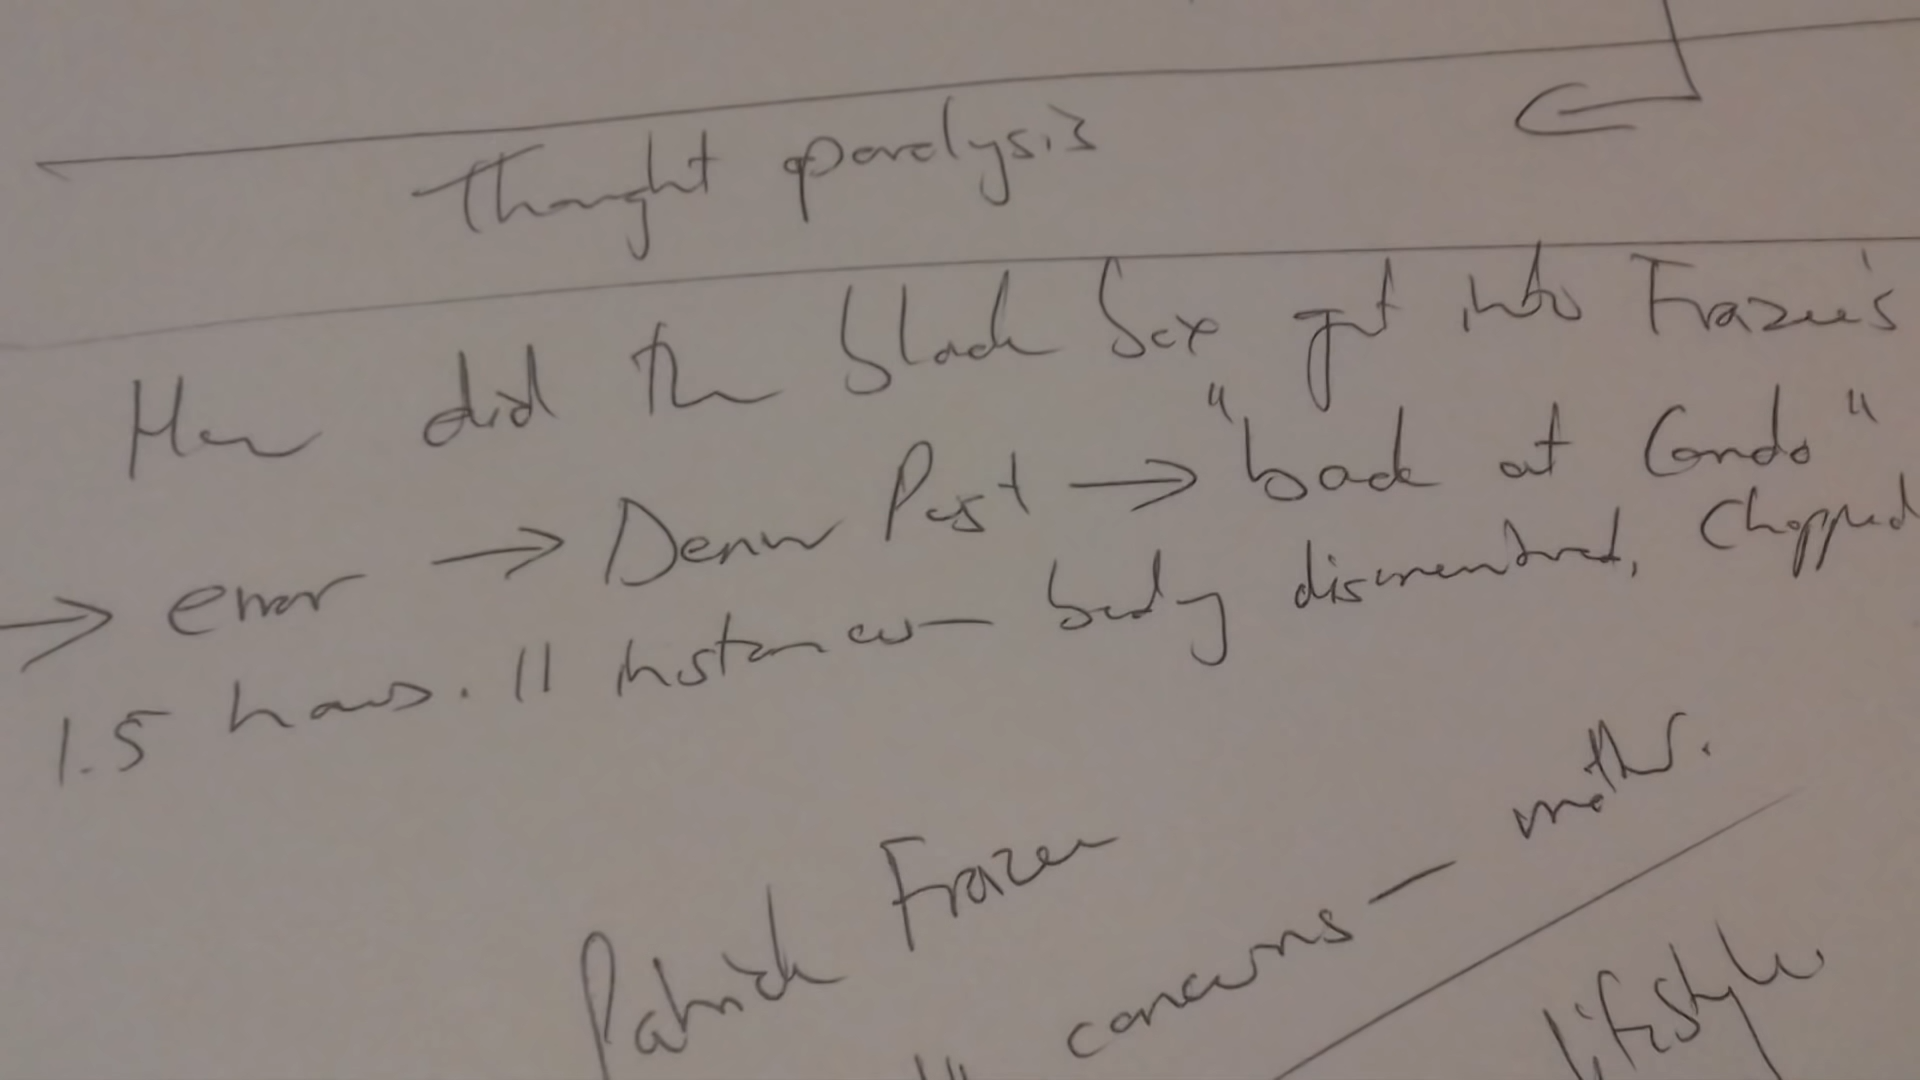 Thought paralysis
How did the black box get into Frazee's
→ error → Denver Post → "back at Condo"
1.5 hours. 11 instances — body dismembered, Chopped
Patrick Frazee
concerns — mother.
lifestyle